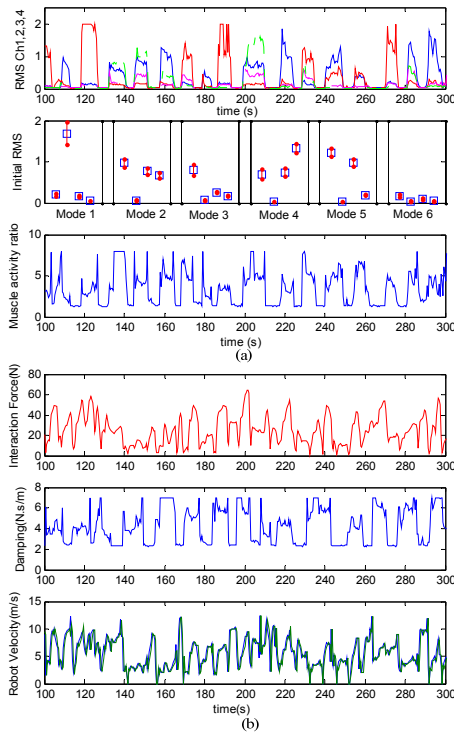 RMS Ch1,2,3,4
2
1
0
100 120 140 160 180 200 220 240 260 280 300
time (s)
Initial RMS
2
1
0
Mode 1 Mode 2 Mode 3 Mode 4 Mode 5 Mode 6
Muscle activity ratio
10
5
0
100 120 140 160 180 200 220 240 260 280 300
time (s)
(a)
Interaction Force(N)
60
40
20
0
100 120 140 160 180 200 220 240 260 280 300
Damping(N.s/m)
8
6
4
2
0
100 120 140 160 180 200 220 240 260 280 300
Robot Velocity(m/s)
15
10
5
0
100 120 140 160 180 200 220 240 260 280 300
time(s)
(b)